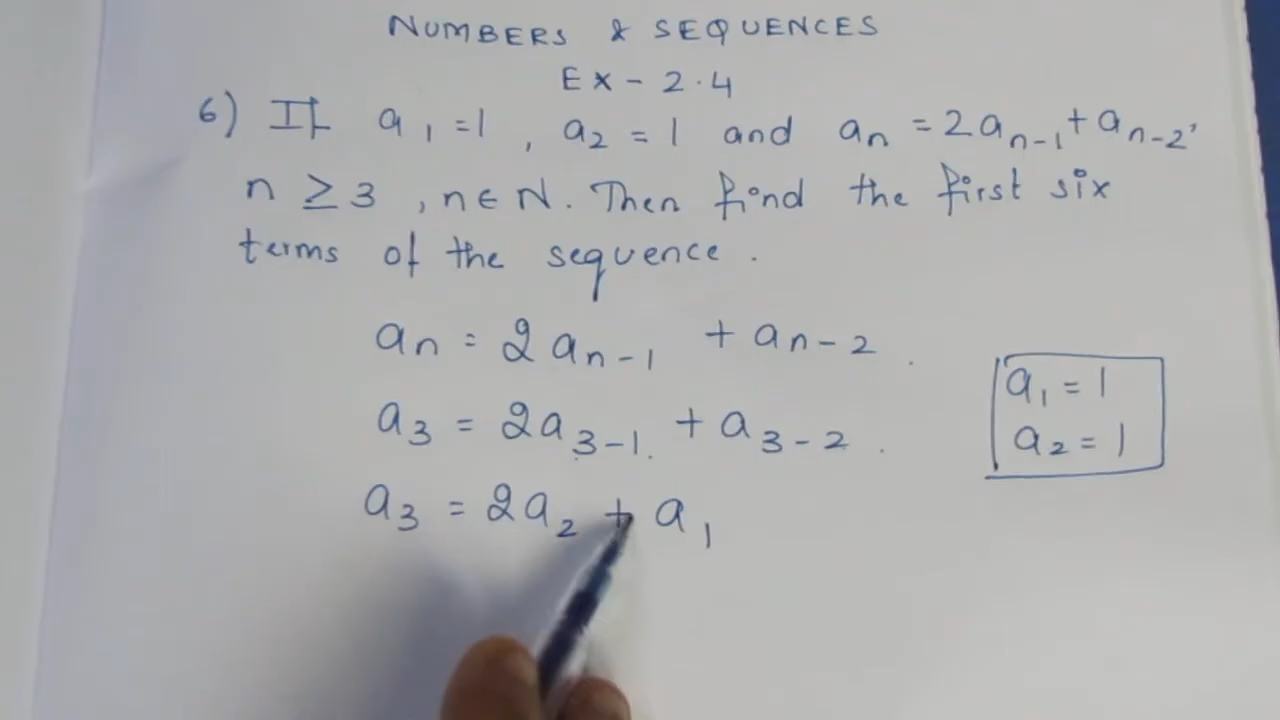 NUMBERS & SEQUENCES
EX - 2.4
6) If a₁ = 1 , a₂ = 1 and aₙ = 2aₙ₋₁ + aₙ₋₂,
n ≥ 3 , n ∈ N. Then find the first six
terms of the sequence .
aₙ = 2aₙ₋₁ + aₙ₋₂ .
a₁ = 1
a₃ = 2a₃₋₁ + a₃₋₂ .
a₂ = 1
a₃ = 2a₂ + a₁